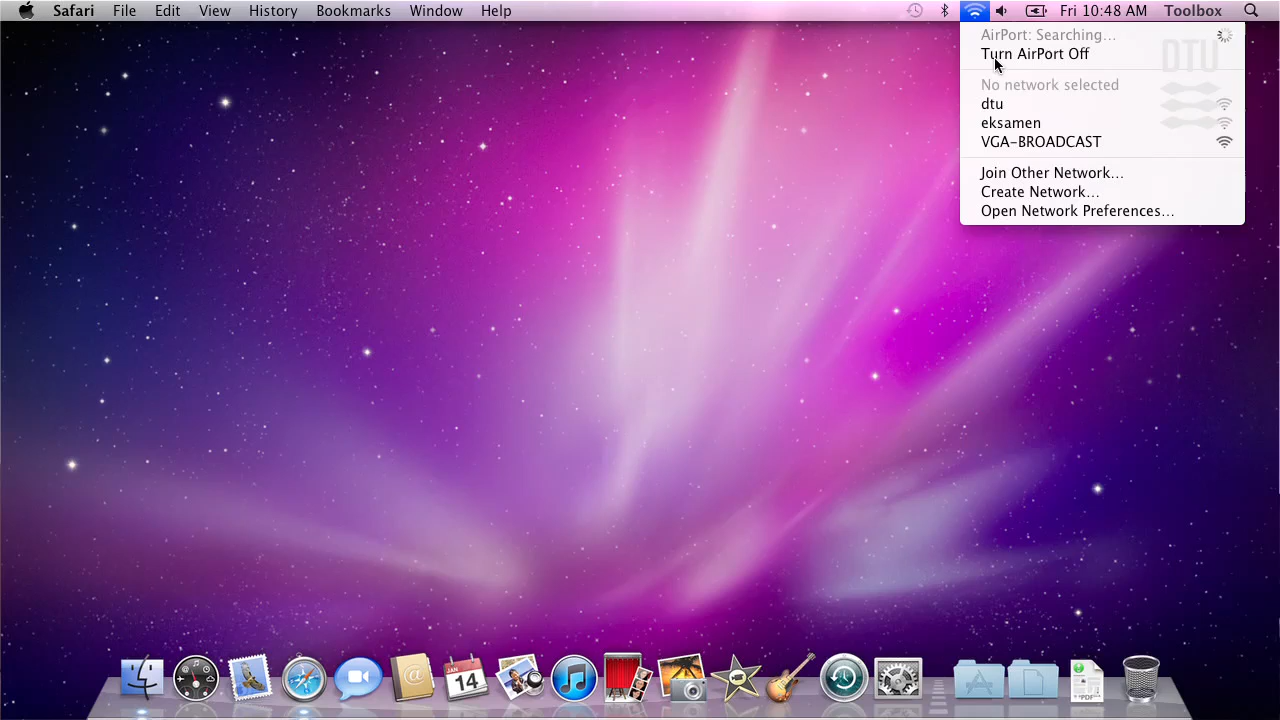 Safari File Edit View History Bookmarks Window Help Fri 10:48 AM Toolbox
AirPort: Searching...
Turn AirPort Off
DTU
No network selected
dtu
eksamen
VGA-BROADCAST
Join Other Network...
Create Network...
Open Network Preferences...
JAN
14
PDF